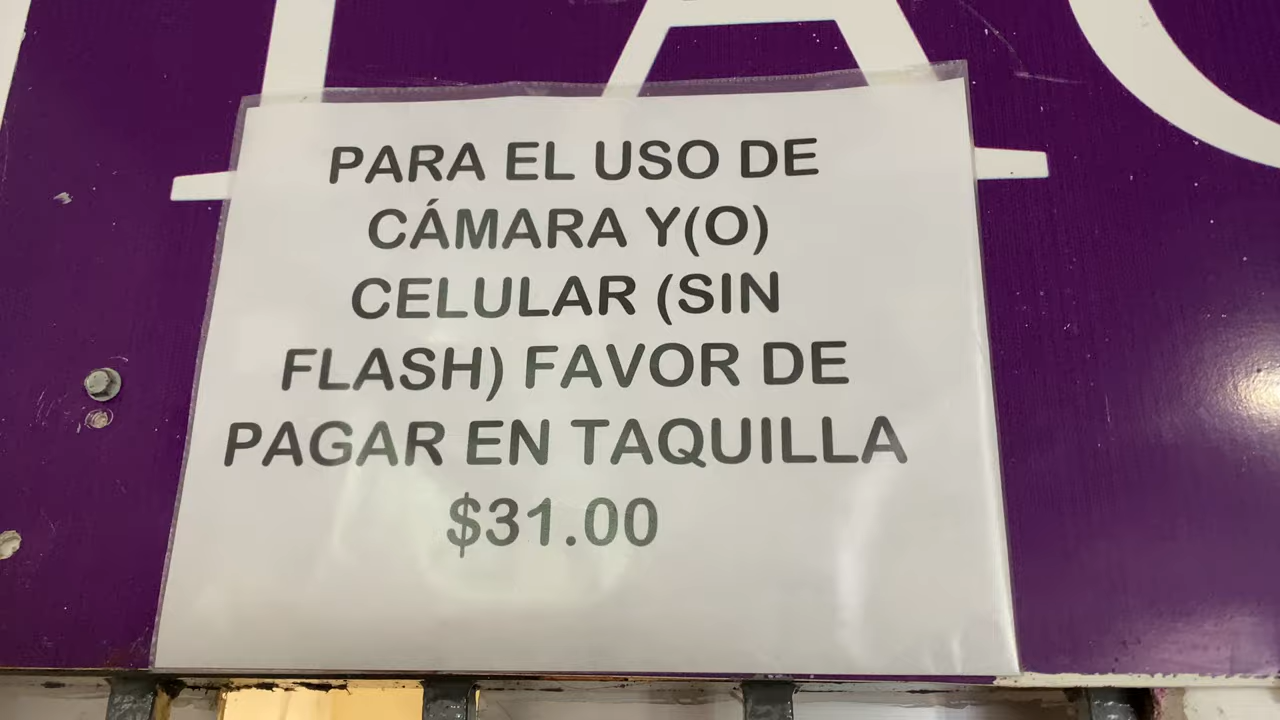 PARA EL USO DE
CÁMARA Y(O)
CELULAR (SIN
FLASH) FAVOR DE
PAGAR EN TAQUILLA
$31.00